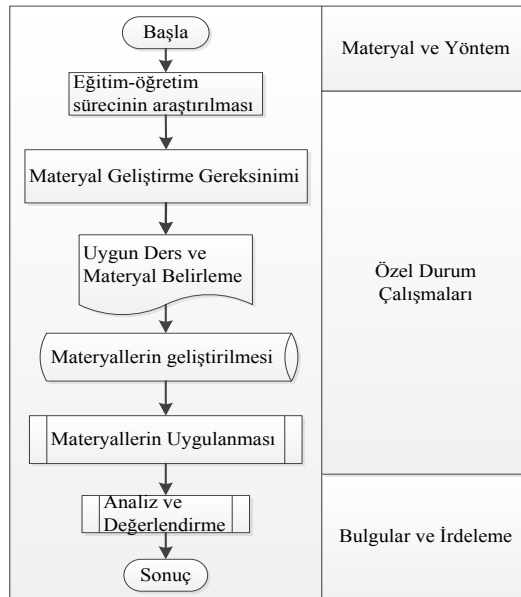 Başla
Eğitim-öğretim
sürecinin araştırılması
Materyal Geliştirme Gereksinimi
Uygun Ders ve
Materyal Belirleme
Materyallerin geliştirilmesi
Materyallerin Uygulanması
Analiz ve
Değerlendirme
Sonuç
Materyal ve Yöntem
Özel Durum
Çalışmaları
Bulgular ve İrdeleme